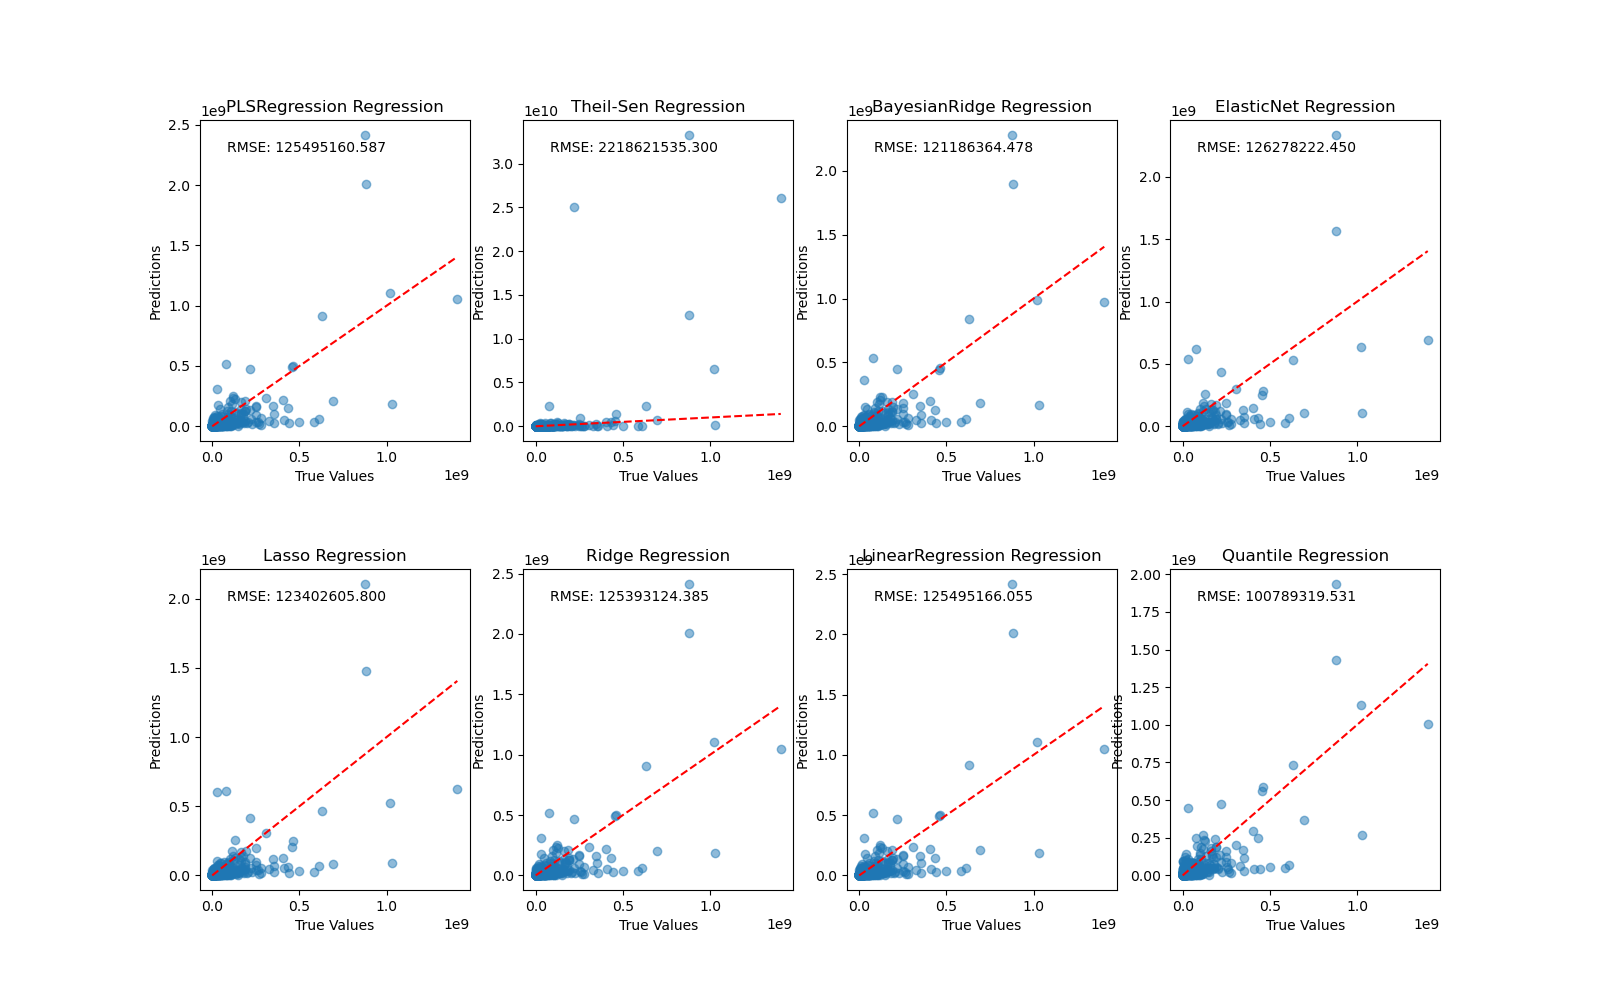 PLSRegression Regression
1e9
RMSE: 125495160.587
2.5
2.0
1.5
1.0
0.5
0.0
Predictions
0.0 0.5 1.0
True Values
1e9
Theil-Sen Regression
1e10
RMSE: 2218621535.300
3.0
2.5
2.0
1.5
1.0
0.5
0.0
Predictions
0.0 0.5 1.0
True Values
1e9
BayesianRidge Regression
1e9
RMSE: 121186364.478
2.0
1.5
1.0
0.5
0.0
Predictions
0.0 0.5 1.0
True Values
1e9
ElasticNet Regression
1e9
RMSE: 126278222.450
2.0
1.5
1.0
0.5
0.0
Predictions
0.0 0.5 1.0
True Values
1e9
Lasso Regression
1e9
RMSE: 123402605.800
2.0
1.5
1.0
0.5
0.0
Predictions
0.0 0.5 1.0
True Values
1e9
Ridge Regression
1e9
RMSE: 125393124.385
2.5
2.0
1.5
1.0
0.5
0.0
Predictions
0.0 0.5 1.0
True Values
1e9
LinearRegression Regression
1e9
RMSE: 125495166.055
2.5
2.0
1.5
1.0
0.5
0.0
Predictions
0.0 0.5 1.0
True Values
1e9
Quantile Regression
1e9
RMSE: 100789319.531
2.00
1.75
1.50
1.25
1.00
0.75
0.50
0.25
0.00
Predictions
0.0 0.5 1.0
True Values
1e9